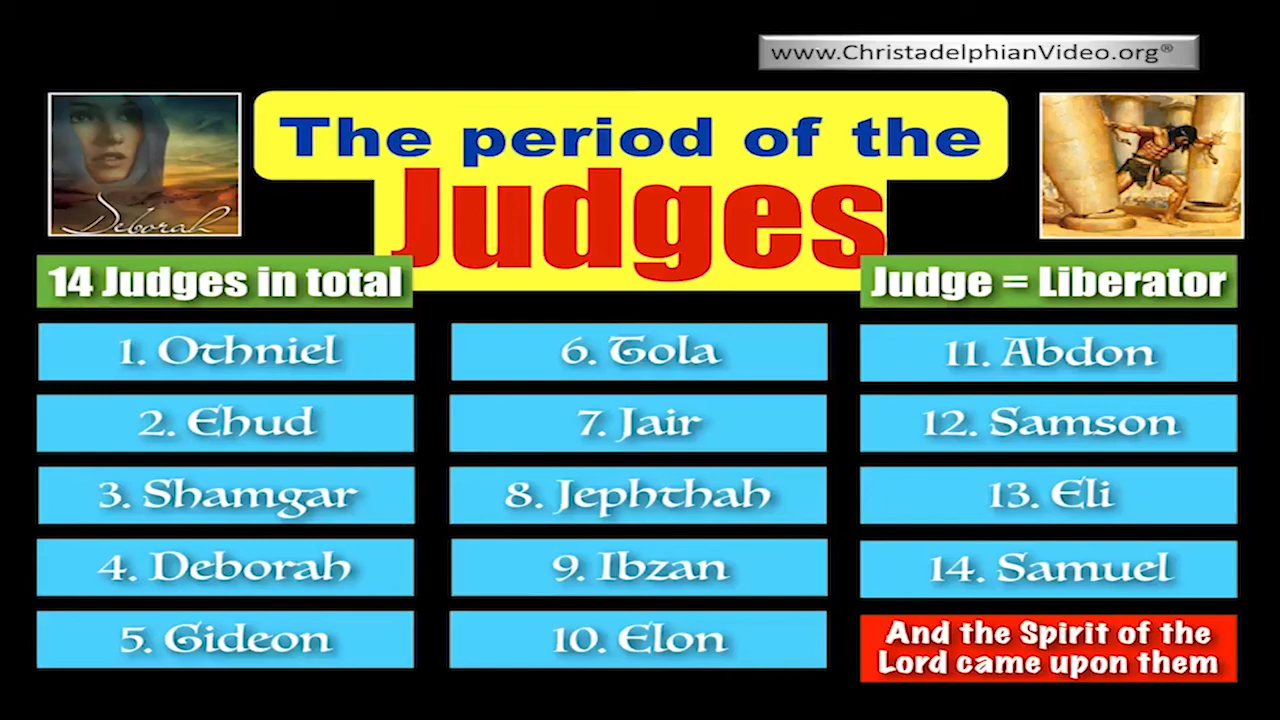 www.ChristadelphianVideo.org®
The period of the
Judges
Deborah
14 Judges in total
Judge = Liberator
1. Othniel
2. Ehud
3. Shamgar
4. Deborah
5. Gideon
6. Tola
7. Jair
8. Jephthah
9. Ibzan
10. Elon
11. Abdon
12. Samson
13. Eli
14. Samuel
And the Spirit of the
Lord came upon them